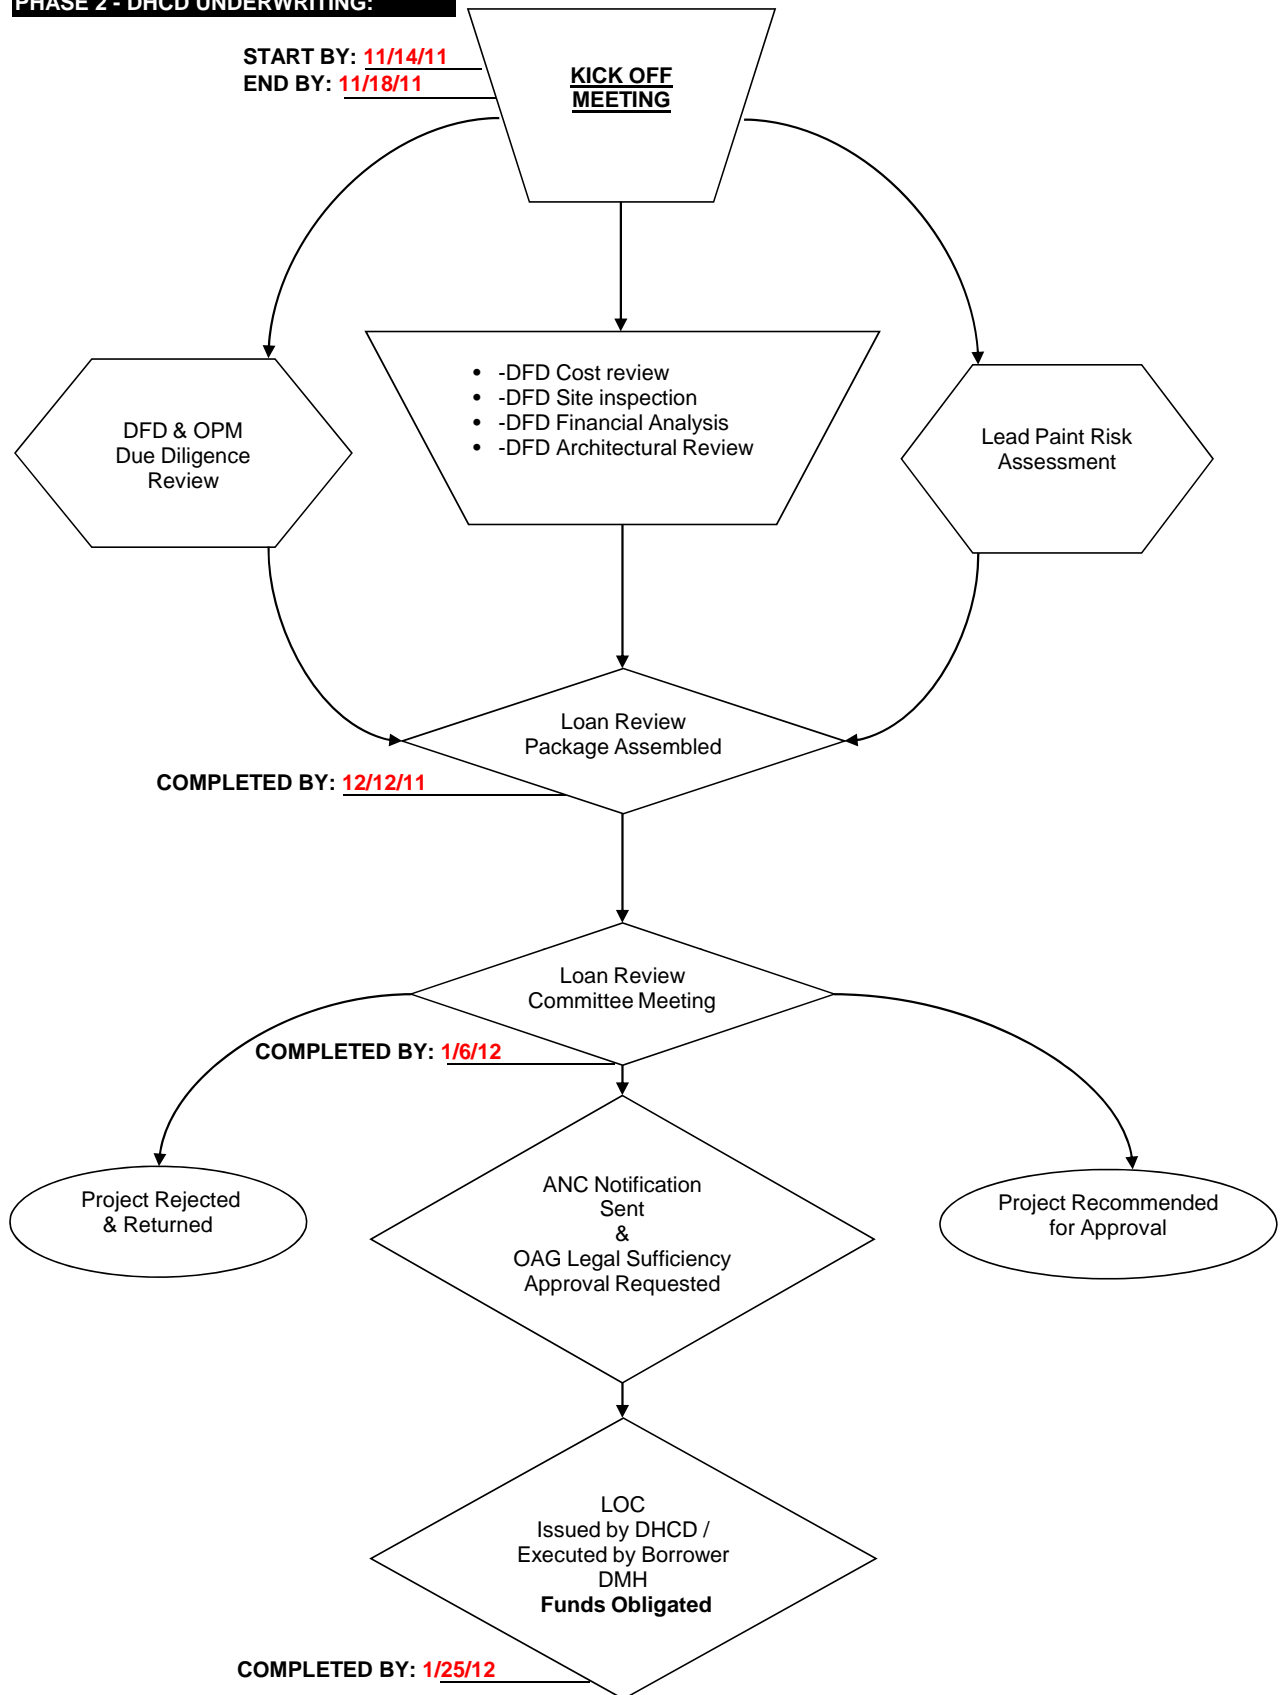 PHASE 2 - DHCD UNDERWRITING:
START BY: 11/14/11
END BY: 11/18/11
KICK OFF
MEETING
• -DFD Cost review
• -DFD Site inspection
• -DFD Financial Analysis
• -DFD Architectural Review
DFD & OPM
Due Diligence
Review
Lead Paint Risk
Assessment
Loan Review
Package Assembled
COMPLETED BY: 12/12/11
Loan Review
Committee Meeting
COMPLETED BY: 1/6/12
Project Rejected
& Returned
ANC Notification
Sent
&
OAG Legal Sufficiency
Approval Requested
Project Recommended
for Approval
LOC
Issued by DHCD /
Executed by Borrower
DMH
Funds Obligated
COMPLETED BY: 1/25/12